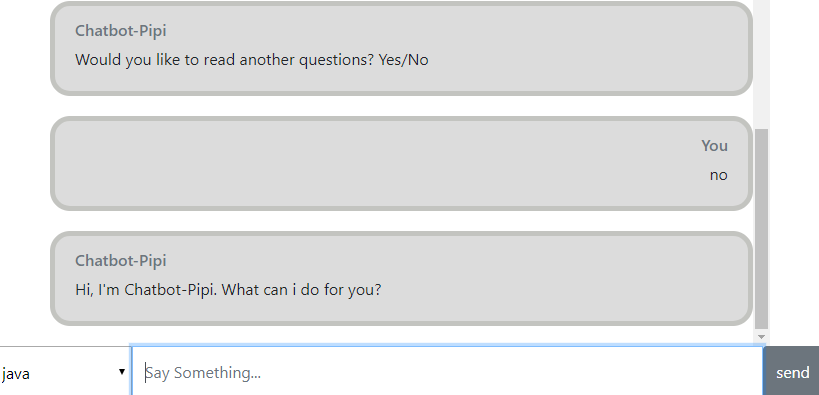 Chatbot-Pipi
Would you like to read another questions? Yes/No
You
no
Chatbot-Pipi
Hi, I'm Chatbot-Pipi. What can i do for you?
java
Say Something...
send